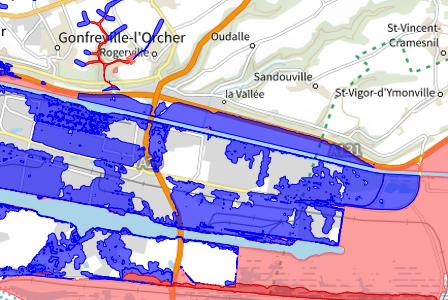 St-Vincent-
Cramesnil
Gonfreville-l'Orcher
Oudalle
Rogerville
Sandouville
la Vallée
St-Vigor-d'Ymonville